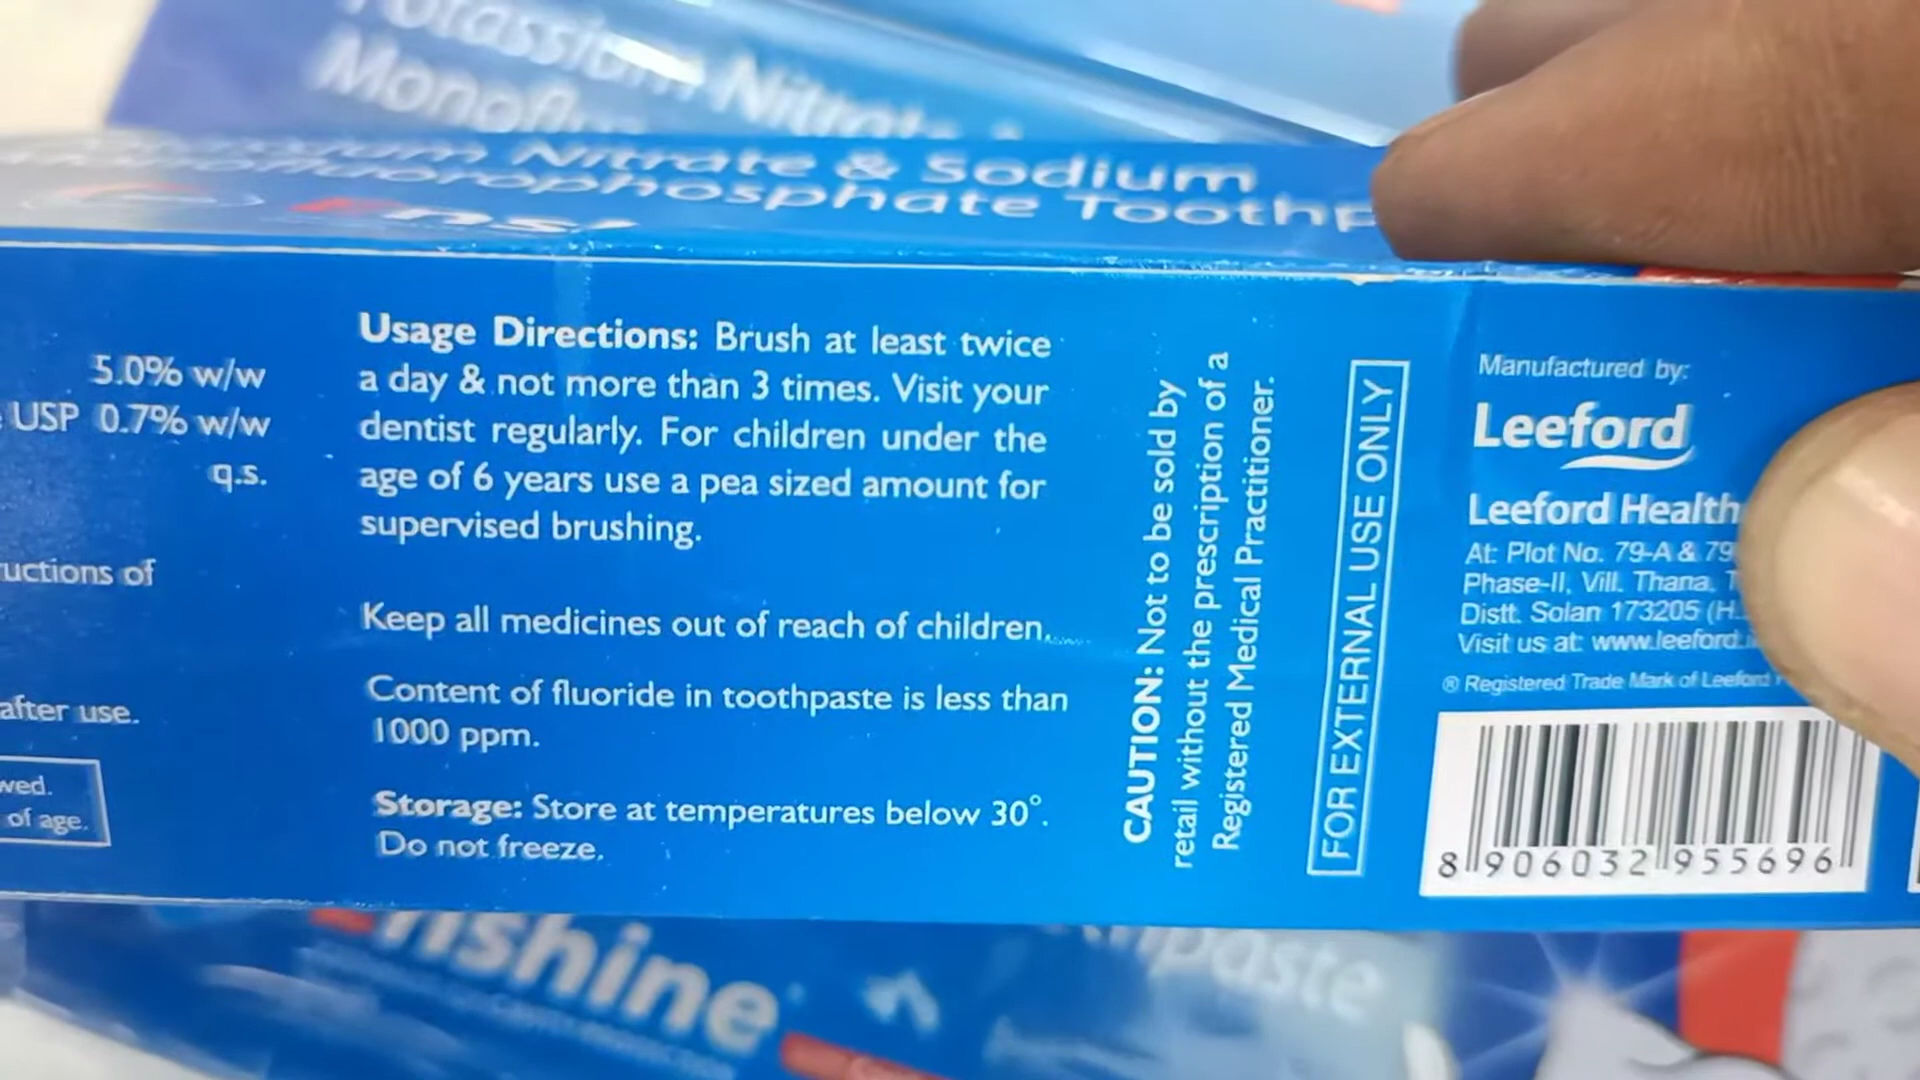 Potassium Nitrate &
Nitrate & Sodium
Toothp
5.0% w/w
USP 0.7% w/w
q.s.
uctions of
after use.
wed.
of age.
Usage Directions: Brush at least twice
a day & not more than 3 times. Visit your
dentist regularly. For children under the
age of 6 years use a pea sized amount for
supervised brushing.
Keep all medicines out of reach of children.
Content of fluoride in toothpaste is less than
1000 ppm.
Storage: Store at temperatures below 30°.
Do not freeze.
CAUTION: Not to be sold by
retail without the prescription of a
Registered Medical Practitioner.
FOR EXTERNAL USE ONLY
Manufactured by:
Leeford
Leeford Health
At: Plot No. 79-A & 79
Phase-II, Vill. Thana,
Distt. Solan 173205 (H.
Visit us at: www.leeford.
® Registered Trade Mark of Leeford
8 906032 955696
nshine
paste